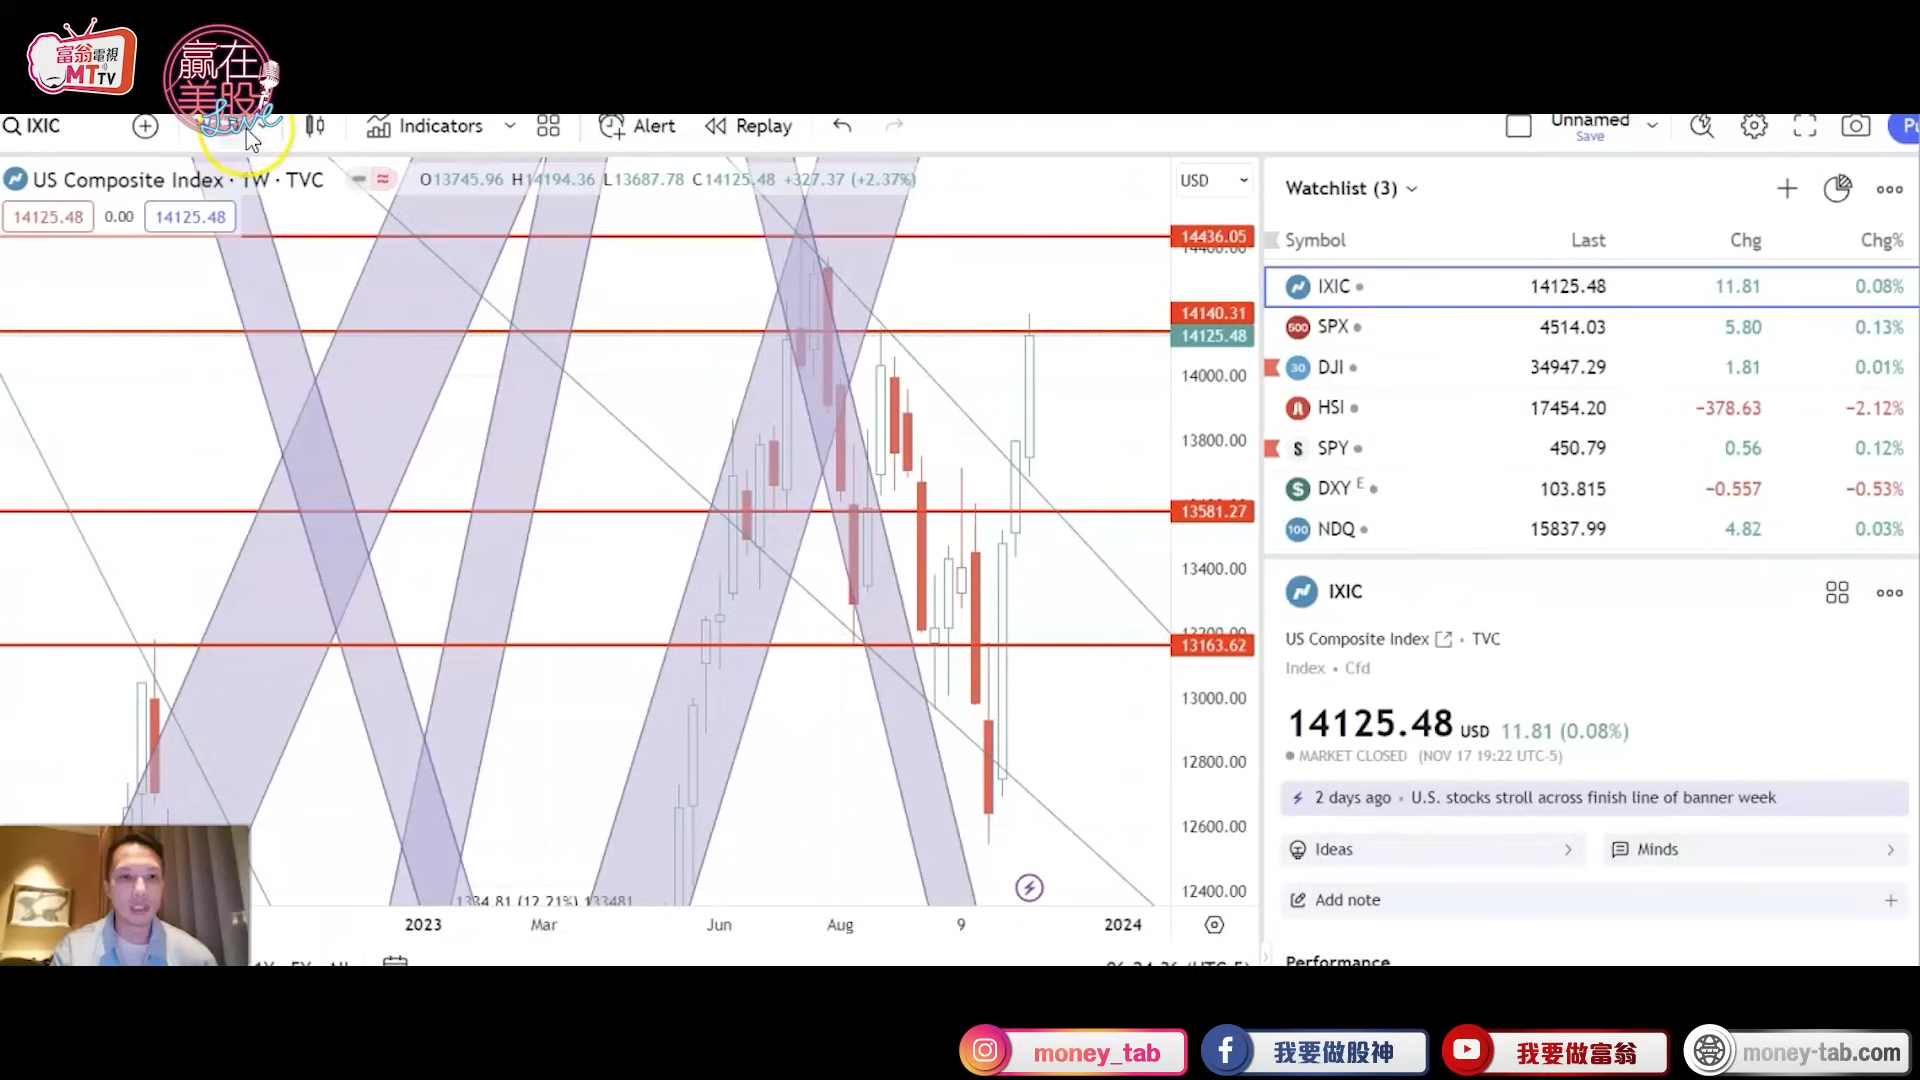 富翁電視
MTTV
贏在
美股
Live
IXIC
Indicators
Alert
Replay
Unnamed
Save
US Composite Index · 1W · TVC
O13745.96 H14194.36 L13687.78 C14125.48 +327.37 (+2.37%)
USD
14125.48
0.00
14125.48
14436.05
14140.31
14125.48
14000.00
13800.00
13581.27
13400.00
13163.62
13000.00
12800.00
12600.00
12400.00
1334.81 (12.21%) 133481
2023
Mar
Jun
Aug
9
2024
Watchlist (3)
Symbol Last Chg Chg%
IXIC 14125.48 11.81 0.08%
500 SPX 4514.03 5.80 0.13%
30 DJI 34947.29 1.81 0.01%
HSI 17454.20 −378.63 −2.12%
$ SPY 450.79 0.56 0.12%
$ DXY E 103.815 −0.557 −0.53%
100 NDQ 15837.99 4.82 0.03%
IXIC
US Composite Index • TVC
Index • Cfd
14125.48 USD 11.81 (0.08%)
MARKET CLOSED (NOV 17 19:22 UTC-5)
2 days ago • U.S. stocks stroll across finish line of banner week
Ideas
Minds
Add note
Performance
money_tab
我要做股神
我要做富翁
money-tab.com